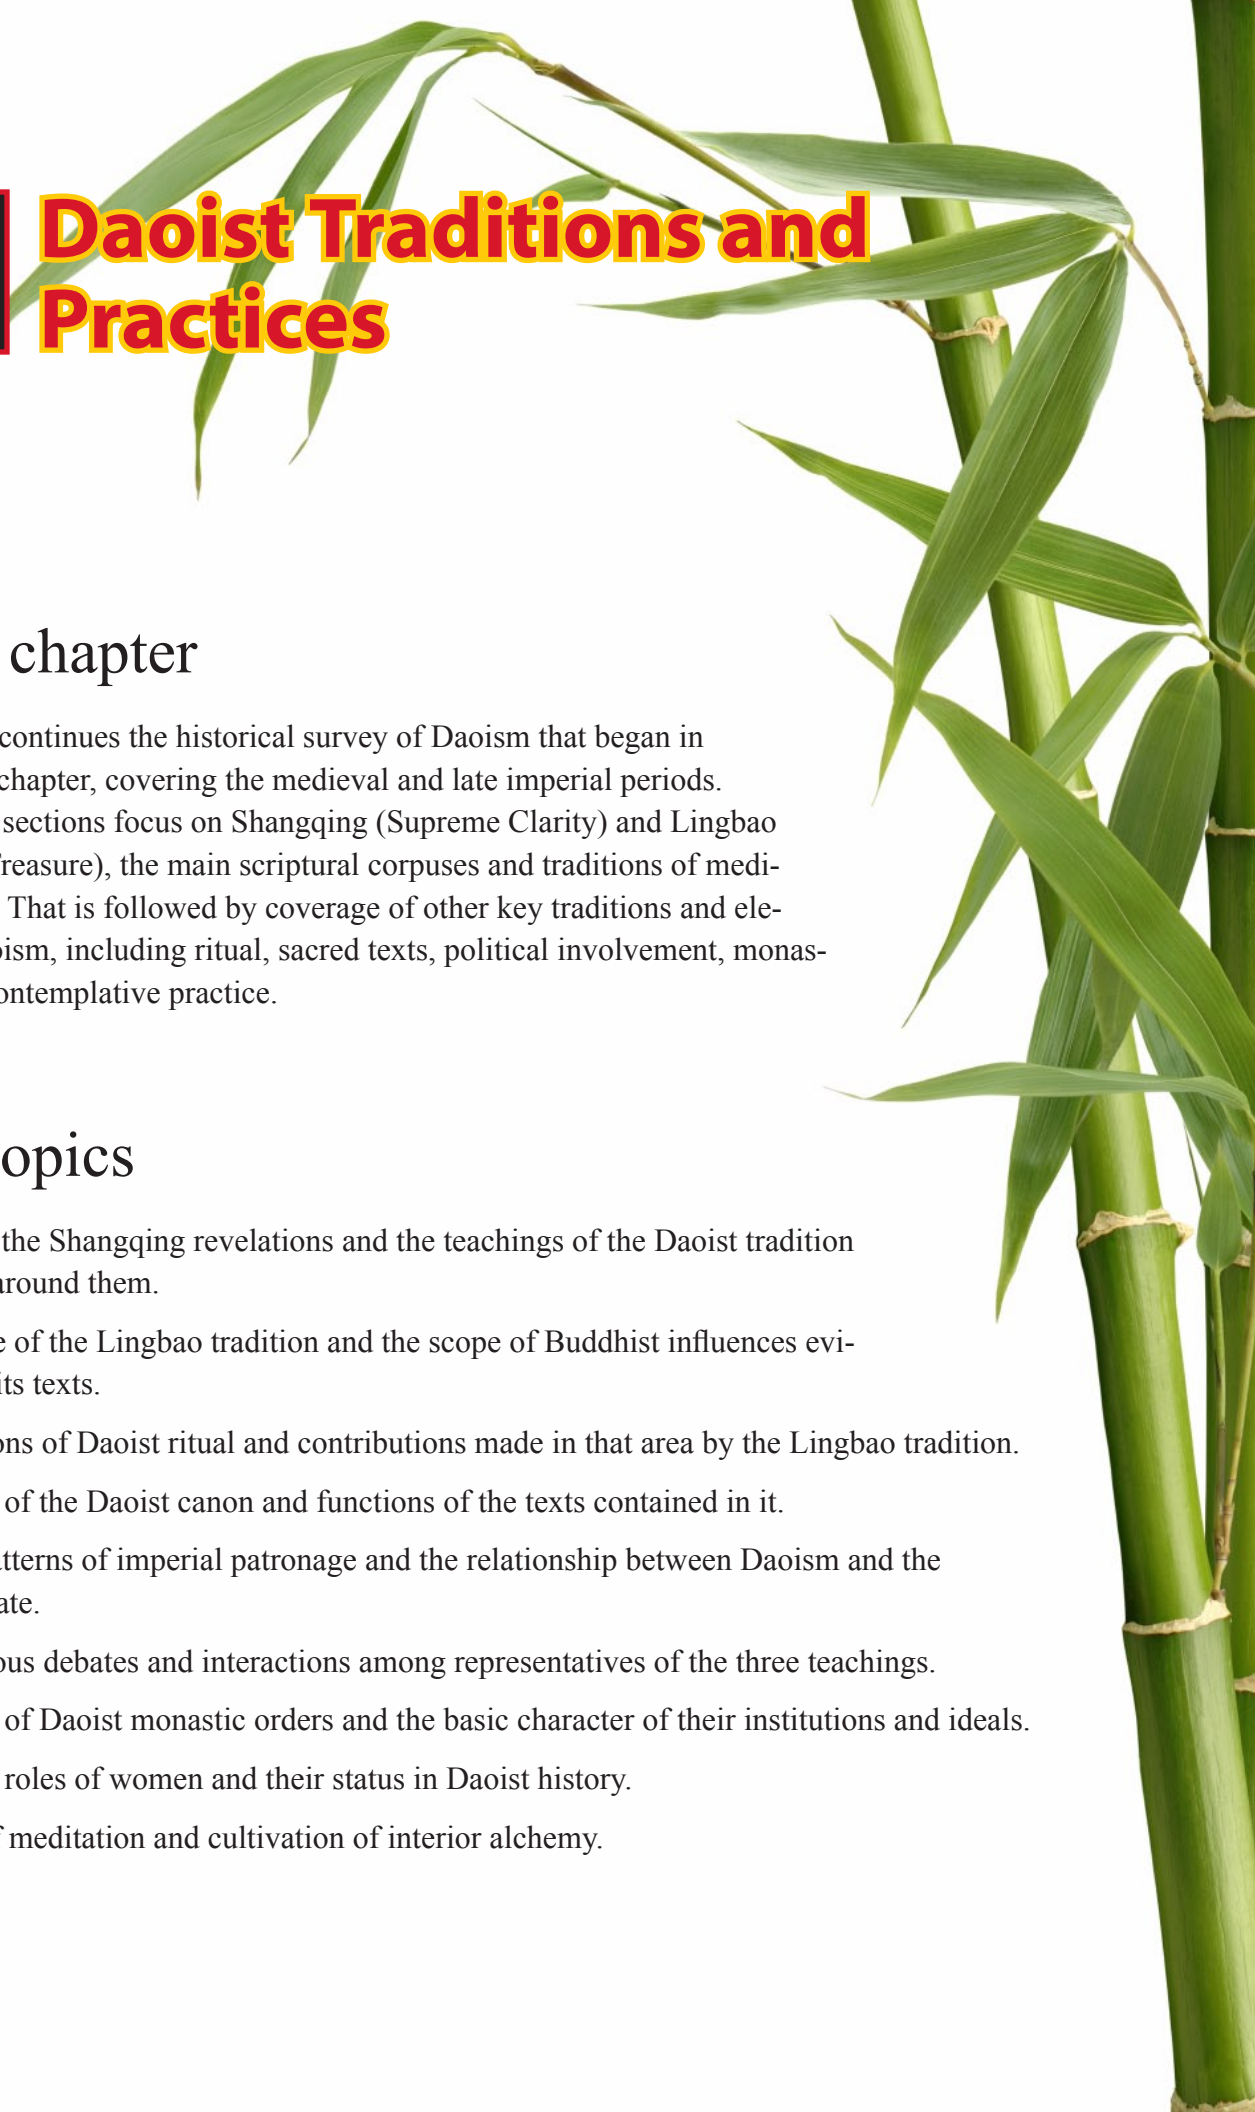 Daoist Traditions and
Practices
chapter
continues the historical survey of Daoism that began in
chapter, covering the medieval and late imperial periods.
sections focus on Shangqing (Supreme Clarity) and Lingbao
reasure), the main scriptural corpuses and traditions of medi-
That is followed by coverage of other key traditions and ele-
ism, including ritual, sacred texts, political involvement, monas-
ontemplative practice.
opics
the Shangqing revelations and the teachings of the Daoist tradition
around them.
e of the Lingbao tradition and the scope of Buddhist influences evi-
its texts.
ons of Daoist ritual and contributions made in that area by the Lingbao tradition.
of the Daoist canon and functions of the texts contained in it.
tterns of imperial patronage and the relationship between Daoism and the
ate.
ous debates and interactions among representatives of the three teachings.
of Daoist monastic orders and the basic character of their institutions and ideals.
roles of women and their status in Daoist history.
meditation and cultivation of interior alchemy.